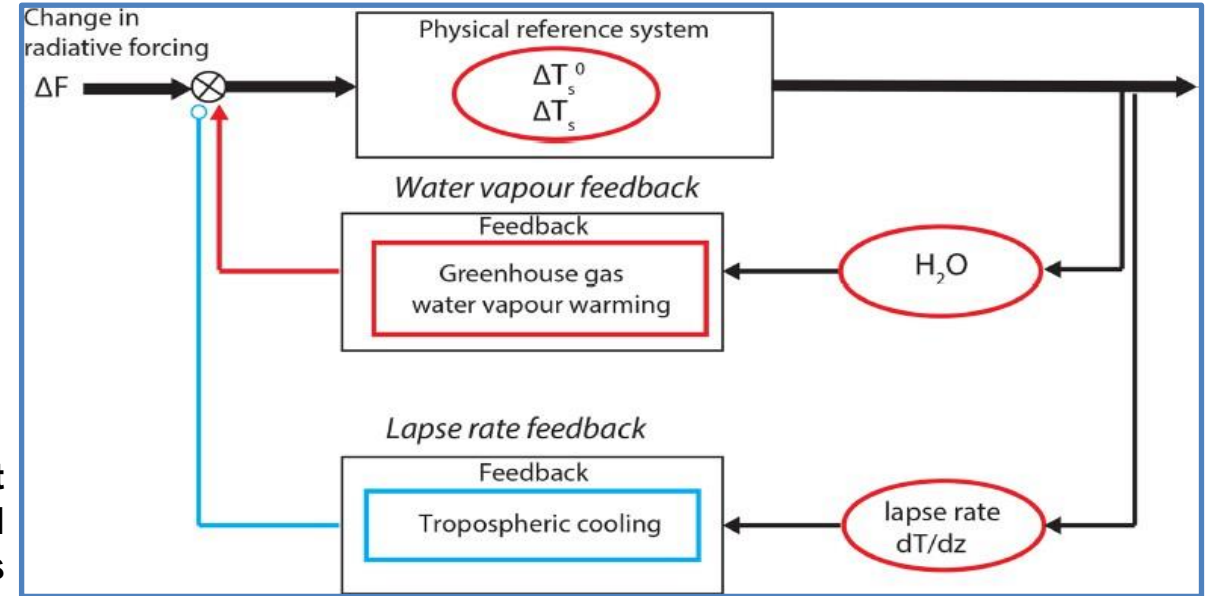 Change in
radiative forcing
ΔF
Physical reference system
ΔTₛ⁰
ΔTₛ
Water vapour feedback
Feedback
Greenhouse gas
water vapour warming
H₂O
Lapse rate feedback
Feedback
Tropospheric cooling
lapse rate
dT/dz